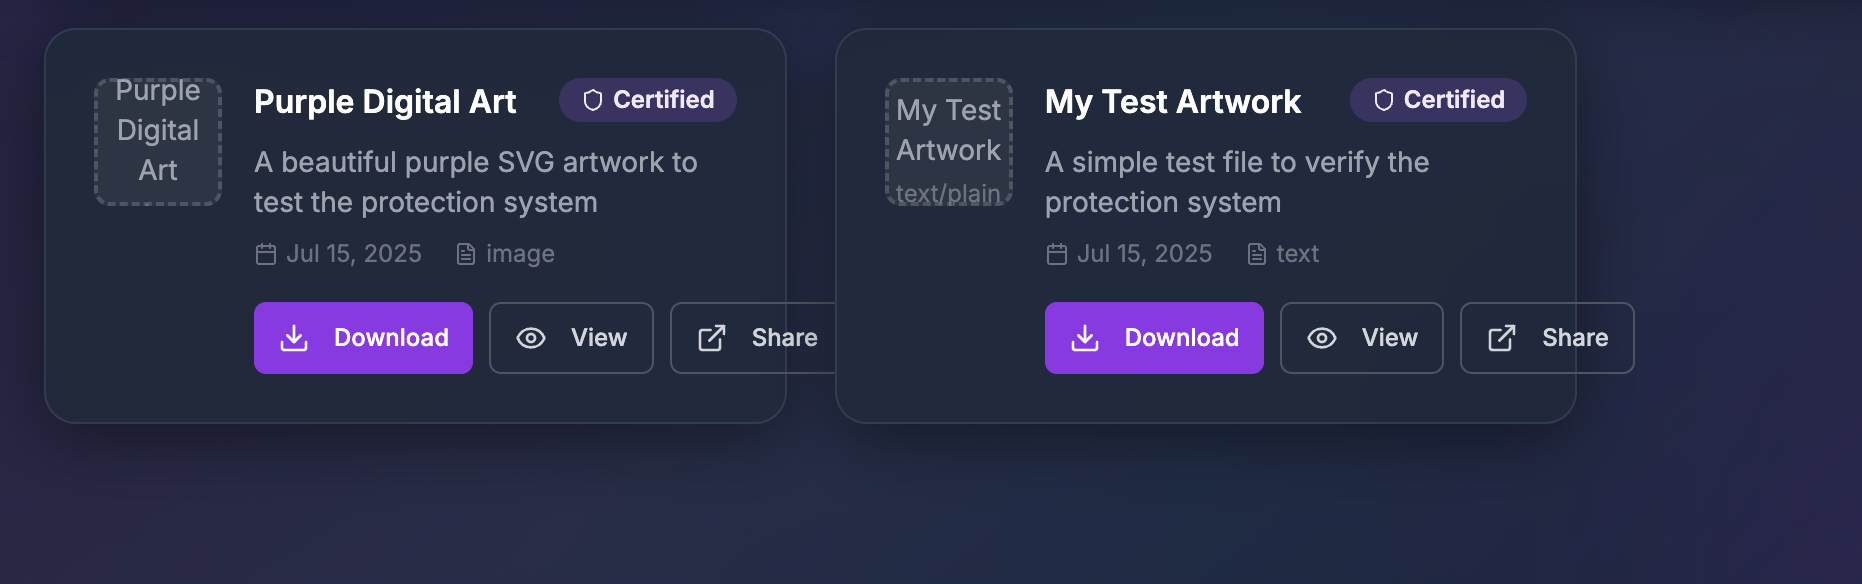 Purple
Digital
Art
Purple Digital Art
Certified
A beautiful purple SVG artwork to
test the protection system
Jul 15, 2025
image
Download
View
Share
My Test
Artwork
text/plain
My Test Artwork
Certified
A simple test file to verify the
protection system
Jul 15, 2025
text
Download
View
Share